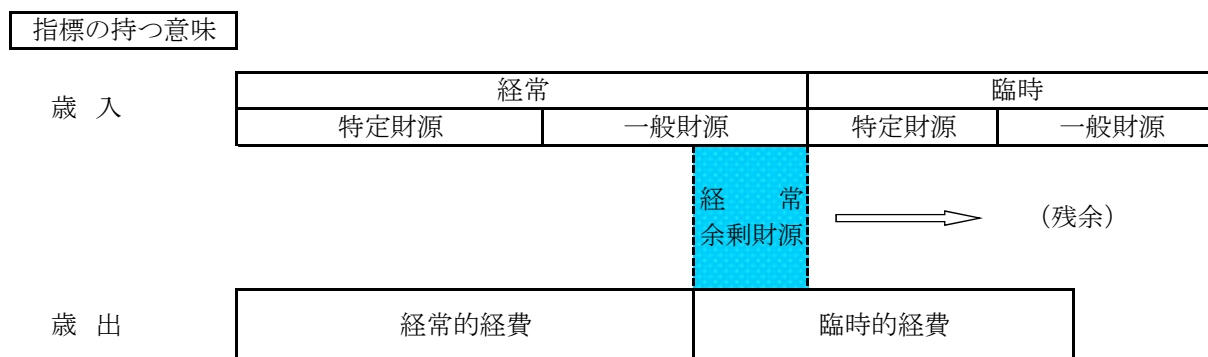 指標の持つ意味
歳 入
経常
臨時
特定財源
一般財源
特定財源
一般財源
経 常
余剰財源
(残余)
歳 出
経常的経費
臨時的経費